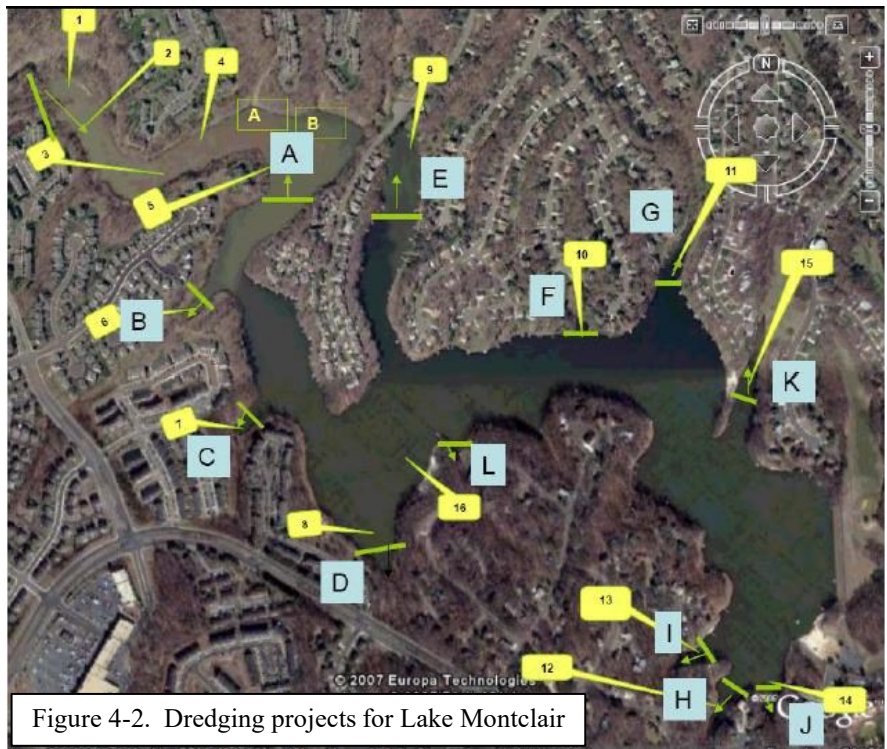 1
2
4
9
A
B
N
3
A
E
11
5
G
10
15
F
6
B
K
7
C
L
16
8
D
13
I
© 2007 Europa Technologies
12
H
14
J
Figure 4-2. Dredging projects for Lake Montclair